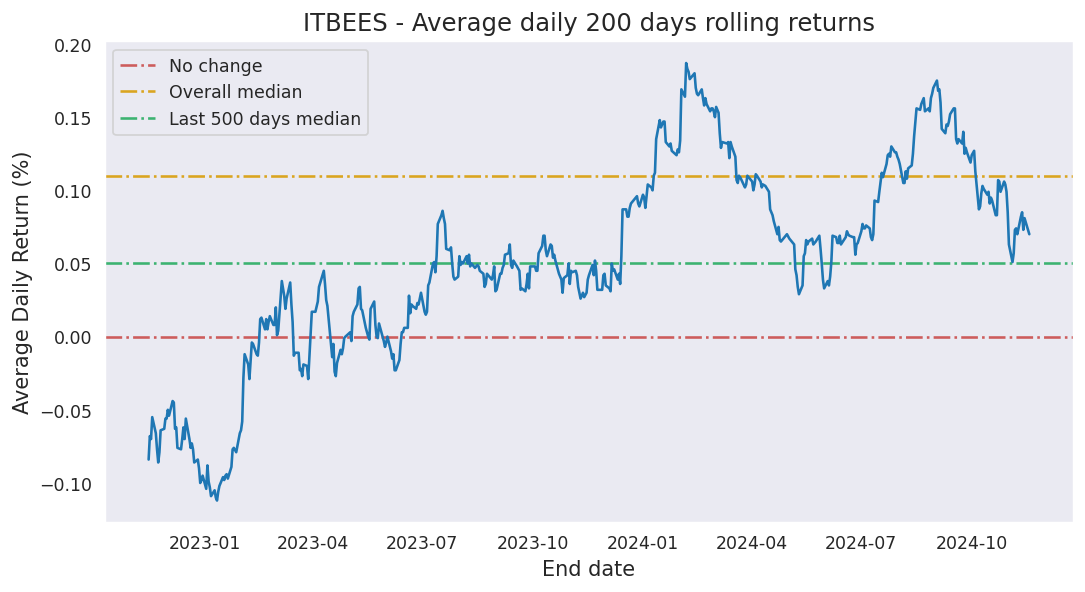 ITBEES - Average daily 200 days rolling returns
No change
Overall median
Last 500 days median
Average Daily Return (%)
0.20
0.15
0.10
0.05
0.00
−0.05
−0.10
2023-01 2023-04 2023-07 2023-10 2024-01 2024-04 2024-07 2024-10
End date